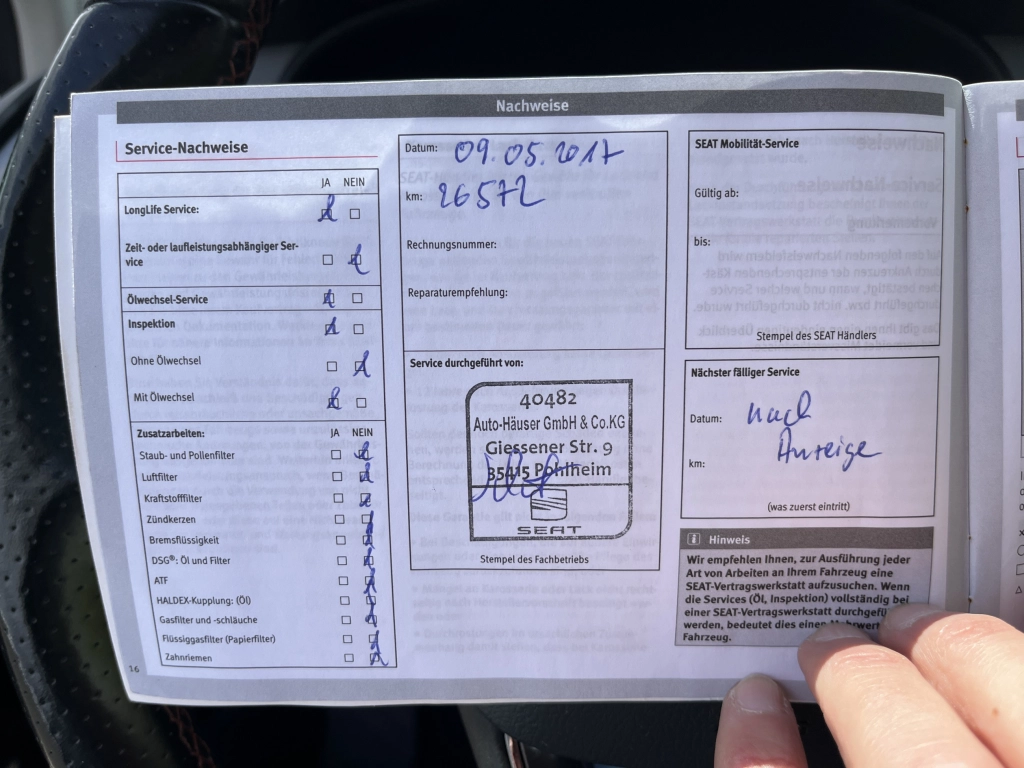 Nachweise
Service-Nachweise
JA NEIN
LongLife Service:
Zeit- oder laufleistungsabhängiger Ser-
vice
Ölwechsel-Service
Inspektion
Ohne Ölwechsel
Mit Ölwechsel
Zusatzarbeiten: JA NEIN
Staub- und Pollenfilter
Luftfilter
Kraftstofffilter
Zündkerzen
Bremsflüssigkeit
DSG®: Öl und Filter
ATF
HALDEX-Kupplung: (Öl)
Gasfilter und -schläuche
Flüssiggasfilter (Papierfilter)
Zahnriemen
16
Datum: 09.05.2017
km: 26572
Rechnungsnummer:
Reparaturempfehlung:
Service durchgeführt von:
40482
Auto-Häuser GmbH & Co.KG
Giessener Str. 9
35415 Pohlheim
SEAT
Stempel des Fachbetriebs
SEAT Mobilität-Service
Gültig ab:
bis:
Stempel des SEAT Händlers
Nächster fälliger Service
Datum: nach
Anzeige
km:
(was zuerst eintritt)
i Hinweis
Wir empfehlen Ihnen, zur Ausführung jeder
Art von Arbeiten an Ihrem Fahrzeug eine
SEAT-Vertragswerkstatt aufzusuchen. Wenn
die Services (Öl, Inspektion) vollständig bei
einer SEAT-Vertragswerkstatt durchgefü
werden, bedeutet dies einen Mehrwert
Fahrzeug.